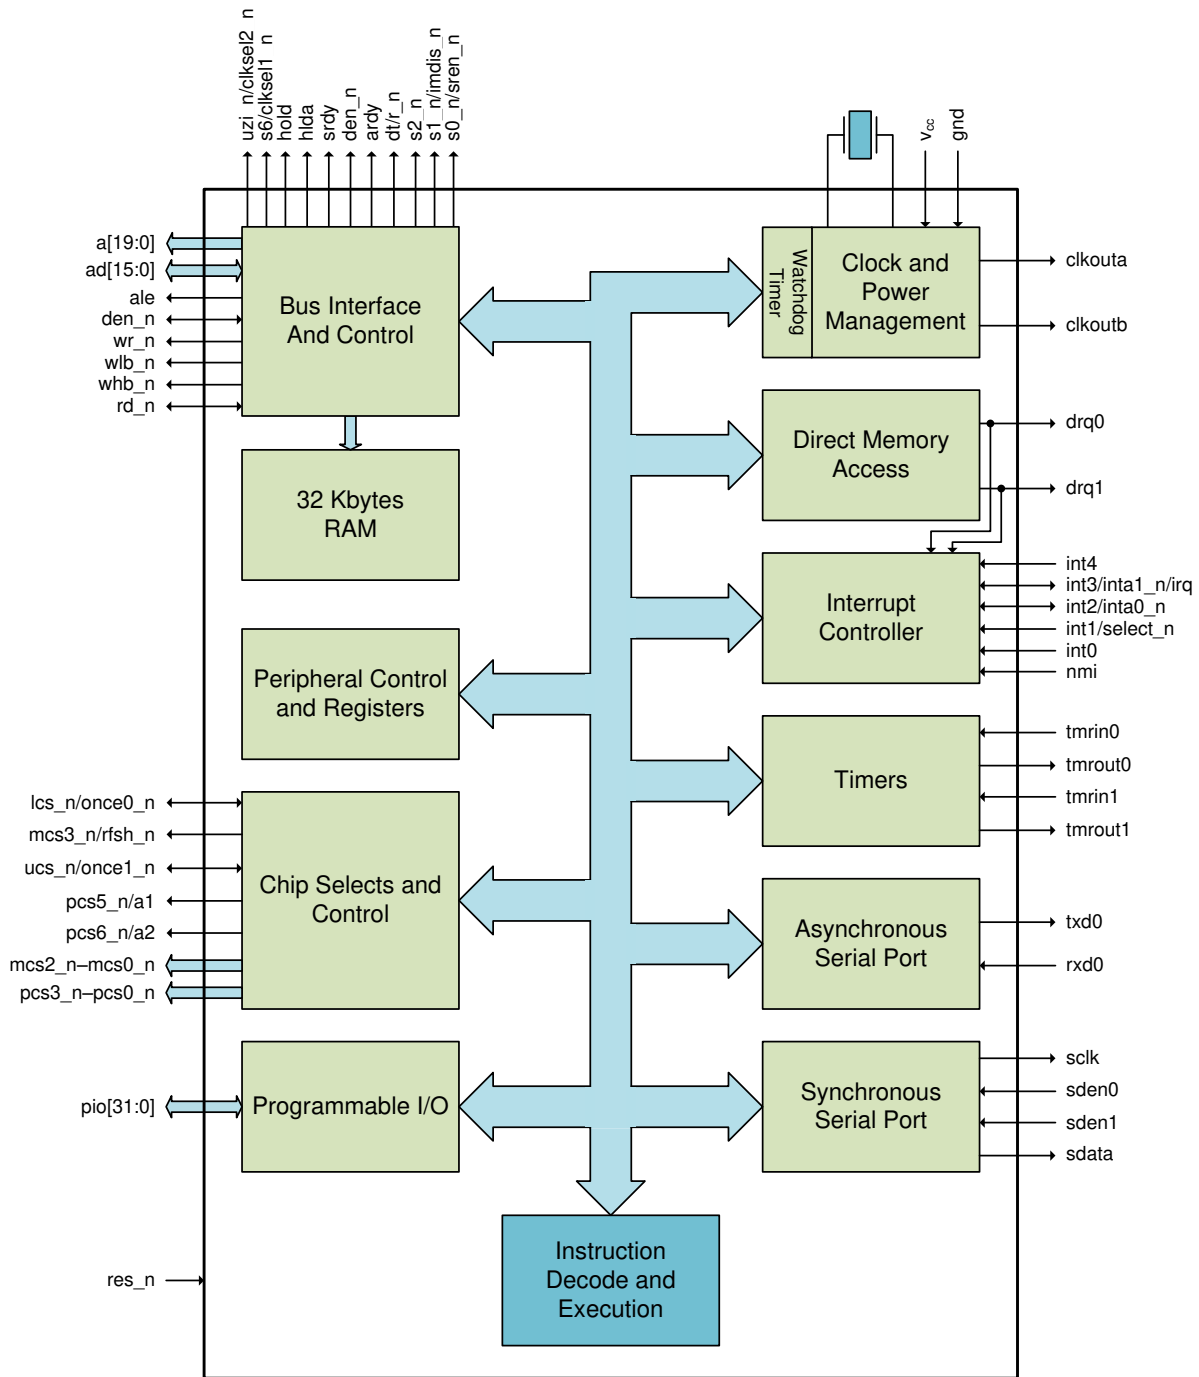 uzi_n/clksel2_n
s6/clksel1_n
hold
hlda
srdy
den_n
ardy
dt/r_n
s2_n
s1_n/imdis_n
s0_n/sren_n
vcc
gnd
a[19:0]
ad[15:0]
ale
den_n
wr_n
wlb_n
whb_n
rd_n
Bus Interface
And Control
Watchdog
Timer
Clock and
Power
Management
clkouta
clkoutb
32 Kbytes
RAM
Direct Memory
Access
drq0
drq1
Interrupt
Controller
int4
int3/inta1_n/irq
int2/inta0_n
int1/select_n
int0
nmi
Peripheral Control
and Registers
Timers
tmrin0
tmrout0
tmrin1
tmrout1
lcs_n/once0_n
mcs3_n/rfsh_n
ucs_n/once1_n
pcs5_n/a1
pcs6_n/a2
mcs2_n–mcs0_n
pcs3_n–pcs0_n
Chip Selects and
Control
Asynchronous
Serial Port
txd0
rxd0
pio[31:0]
Programmable I/O
Synchronous
Serial Port
sclk
sden0
sden1
sdata
res_n
Instruction
Decode and
Execution